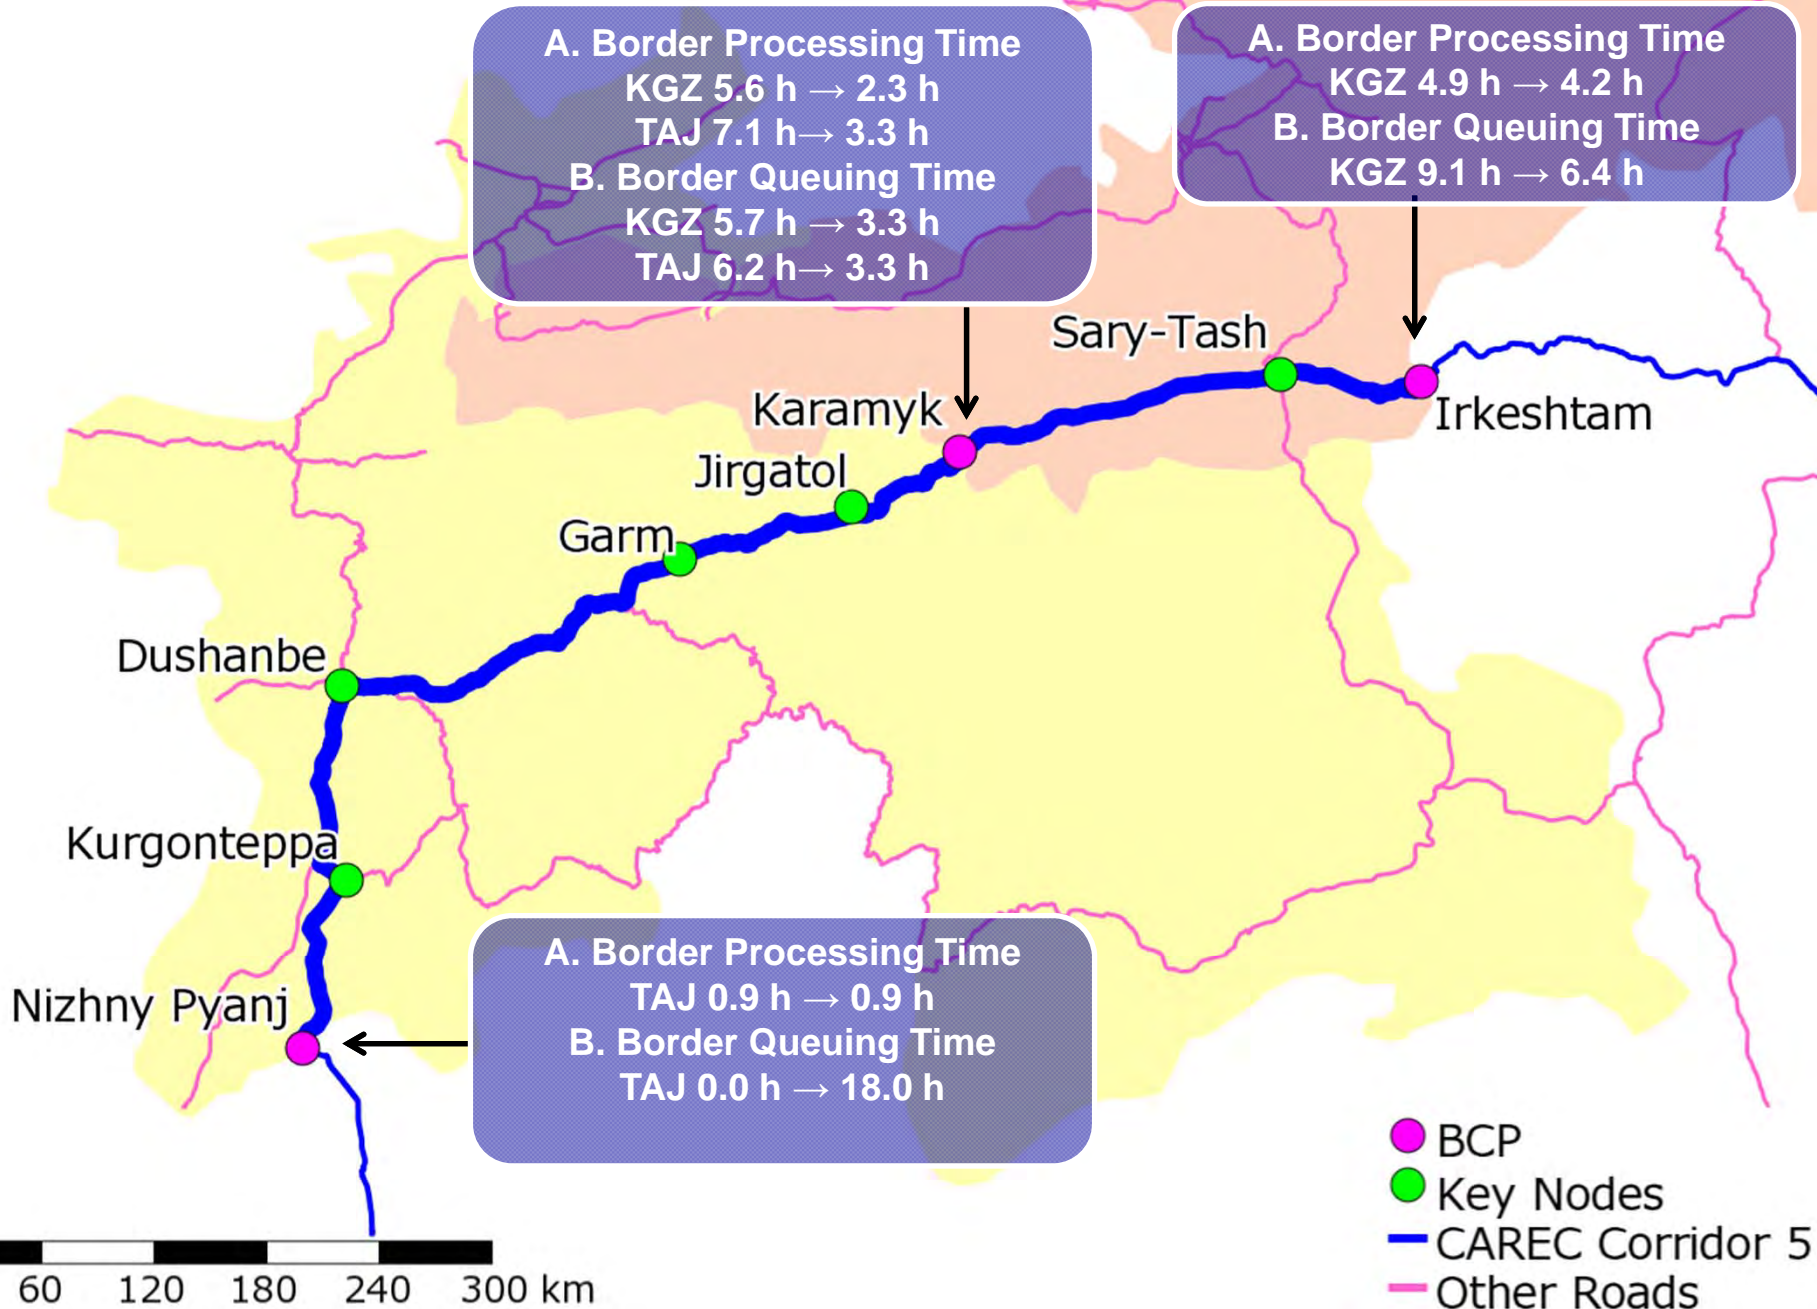 A. Border Processing Time
KGZ 5.6 h → 2.3 h
TAJ 7.1 h→ 3.3 h
B. Border Queuing Time
KGZ 5.7 h → 3.3 h
TAJ 6.2 h→ 3.3 h
A. Border Processing Time
KGZ 4.9 h → 4.2 h
B. Border Queuing Time
KGZ 9.1 h → 6.4 h
Sary-Tash
Karamyk
Irkeshtam
Jirgatol
Garm
Dushanbe
Kurgonteppa
Nizhny Pyanj
A. Border Processing Time
TAJ 0.9 h → 0.9 h
B. Border Queuing Time
TAJ 0.0 h → 18.0 h
BCP
Key Nodes
CAREC Corridor 5
Other Roads
60 120 180 240 300 km